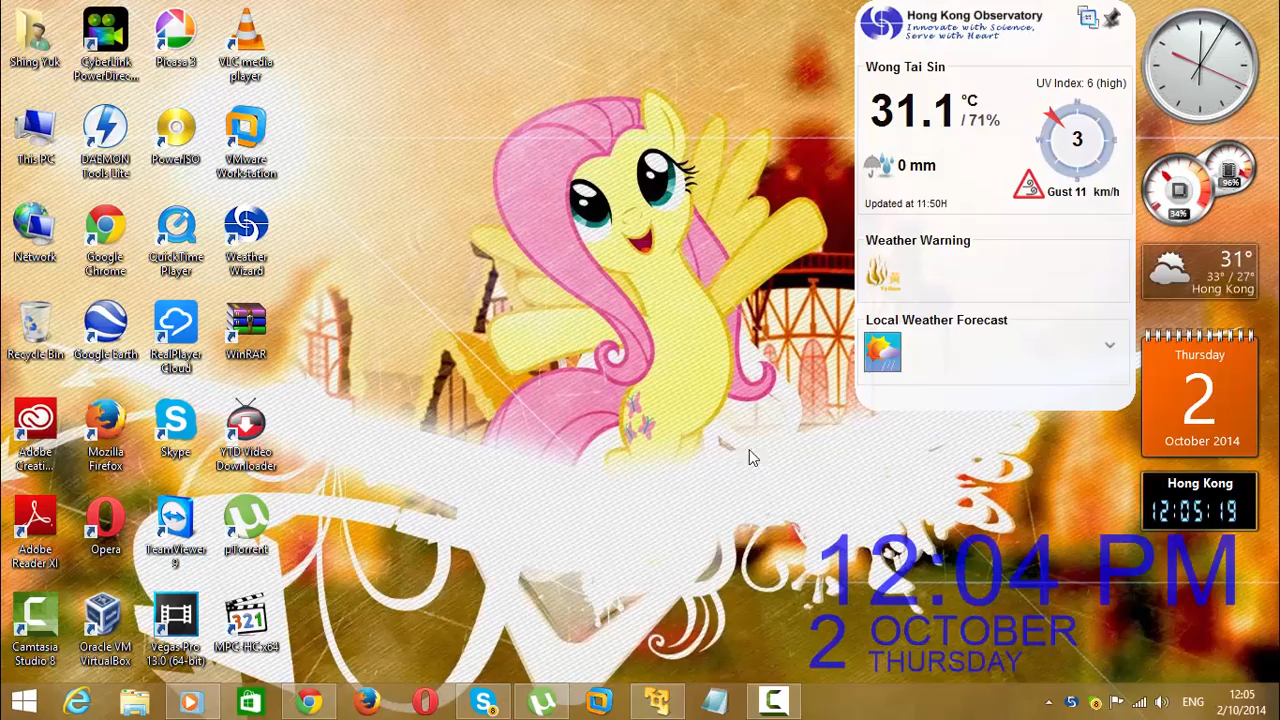 Shing Yuk
CyberLink
PowerDirec...
Picasa 3
VLC media
player
This PC
DAEMON
Tools Lite
PowerISO
VMware
Workstation
Network
Google
Chrome
QuickTime
Player
Weather
Wizard
Recycle Bin
Google Earth
RealPlayer
Cloud
WinRAR
Adobe
Creati...
Mozilla
Firefox
Skype
YTD Video
Downloader
Adobe
Reader XI
Opera
TeamViewer
9
µTorrent
Camtasia
Studio 8
Oracle VM
VirtualBox
Vegas Pro
13.0 (64-bit)
321
MPC-HC x64
Hong Kong Observatory
Innovate with Science,
Serve with Heart
Wong Tai Sin
UV Index: 6 (high)
31.1 °C
/ 71%
N
3
0 mm
Gust 11 km/h
Updated at 11:50H
Weather Warning
黃
Yellow
Local Weather Forecast
96%
34%
31°
33° / 27°
Hong Kong
Thursday
2
October 2014
Hong Kong
12:05:19
12:04 PM
2 OCTOBER
THURSDAY
8
ENG
12:05
2/10/2014